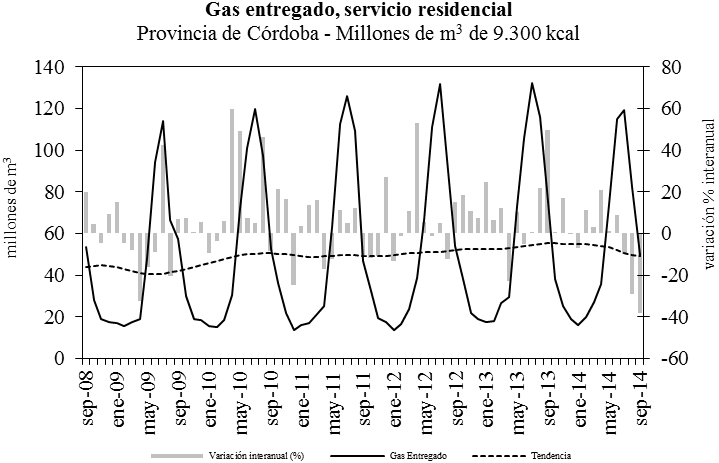 Gas entregado, servicio residencial
Provincia de Córdoba - Millones de m³ de 9.300 kcal
millones de m³
140
120
100
80
60
40
20
0
80
60
40
20
0
-20
-40
-60
variación % interanual
sep-08
ene-09
may-09
sep-09
ene-10
may-10
sep-10
ene-11
may-11
sep-11
ene-12
may-12
sep-12
ene-13
may-13
sep-13
ene-14
may-14
sep-14
Variación interanual (%)
Gas Entregado
Tendencia